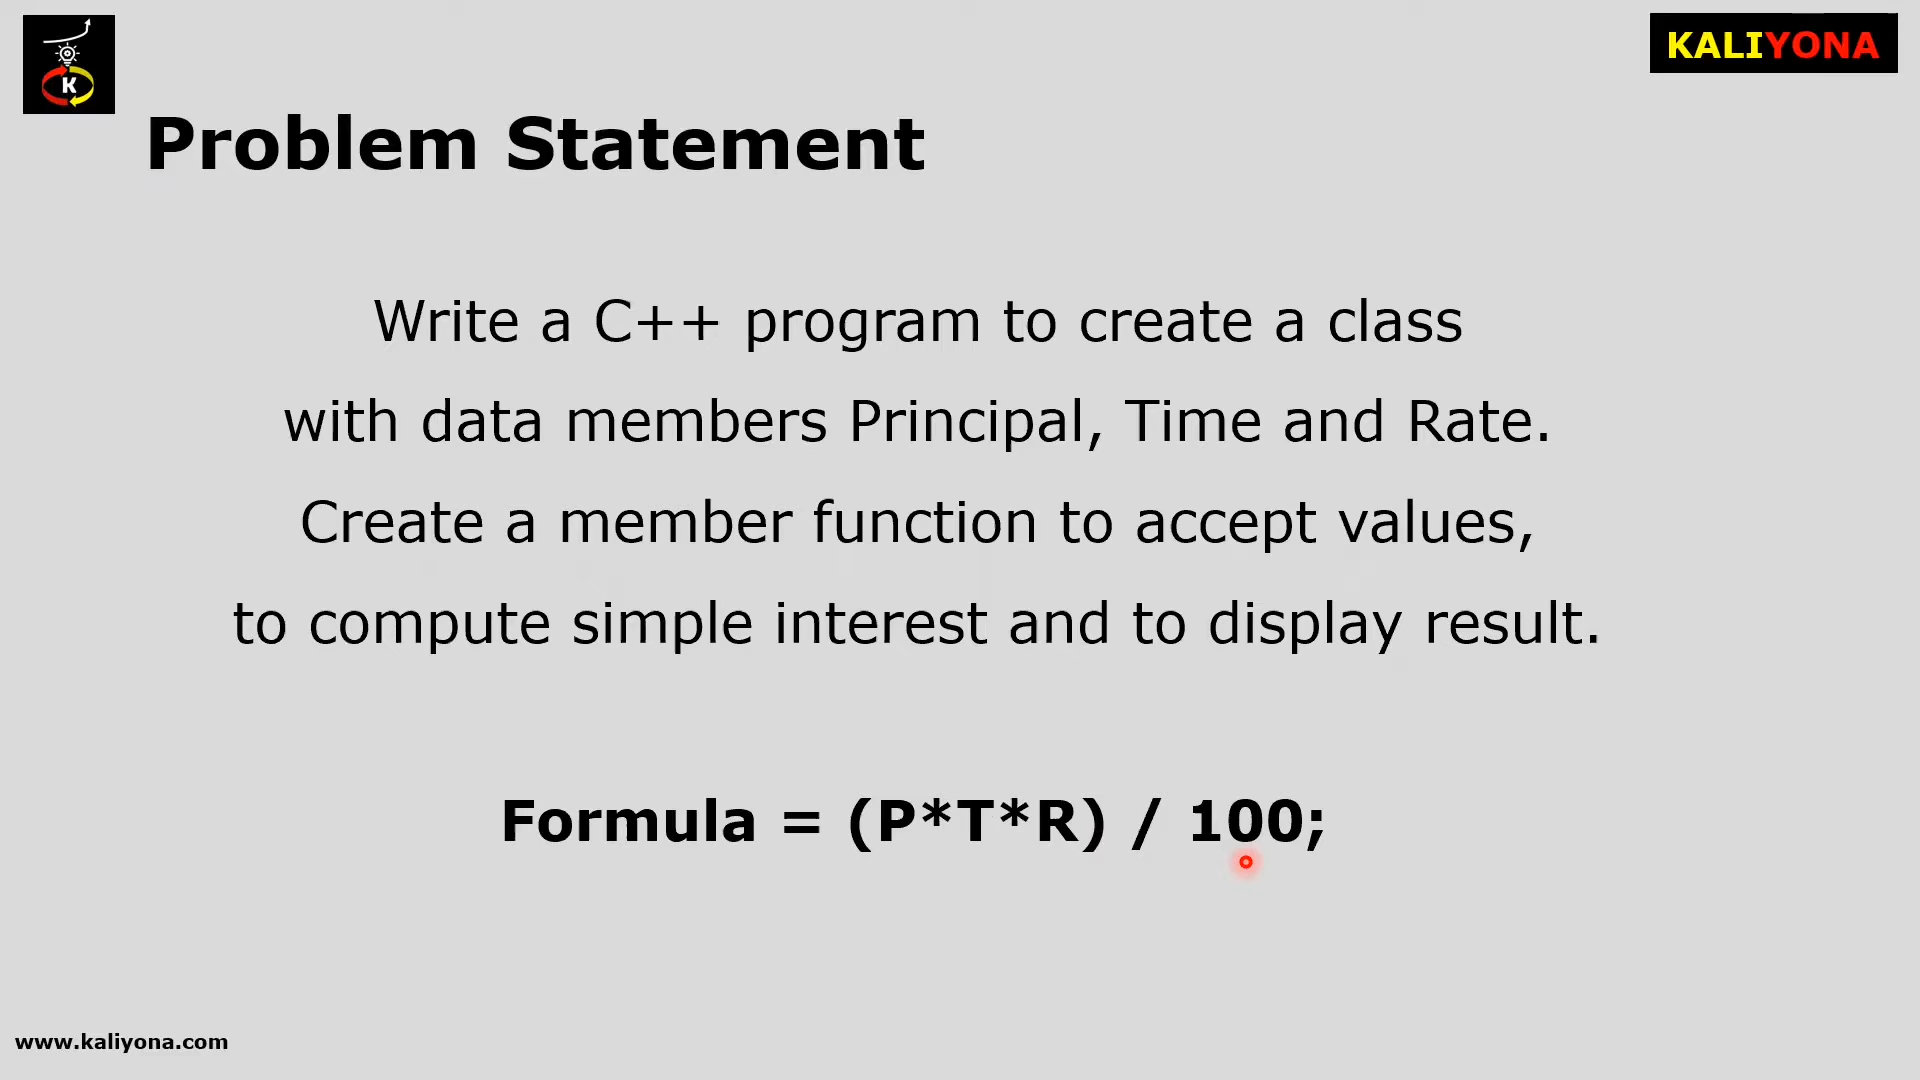 K
KALIYONA
Problem Statement
Write a C++ program to create a class
with data members Principal, Time and Rate.
Create a member function to accept values,
to compute simple interest and to display result.
Formula = (P*T*R) / 100;
www.kaliyona.com